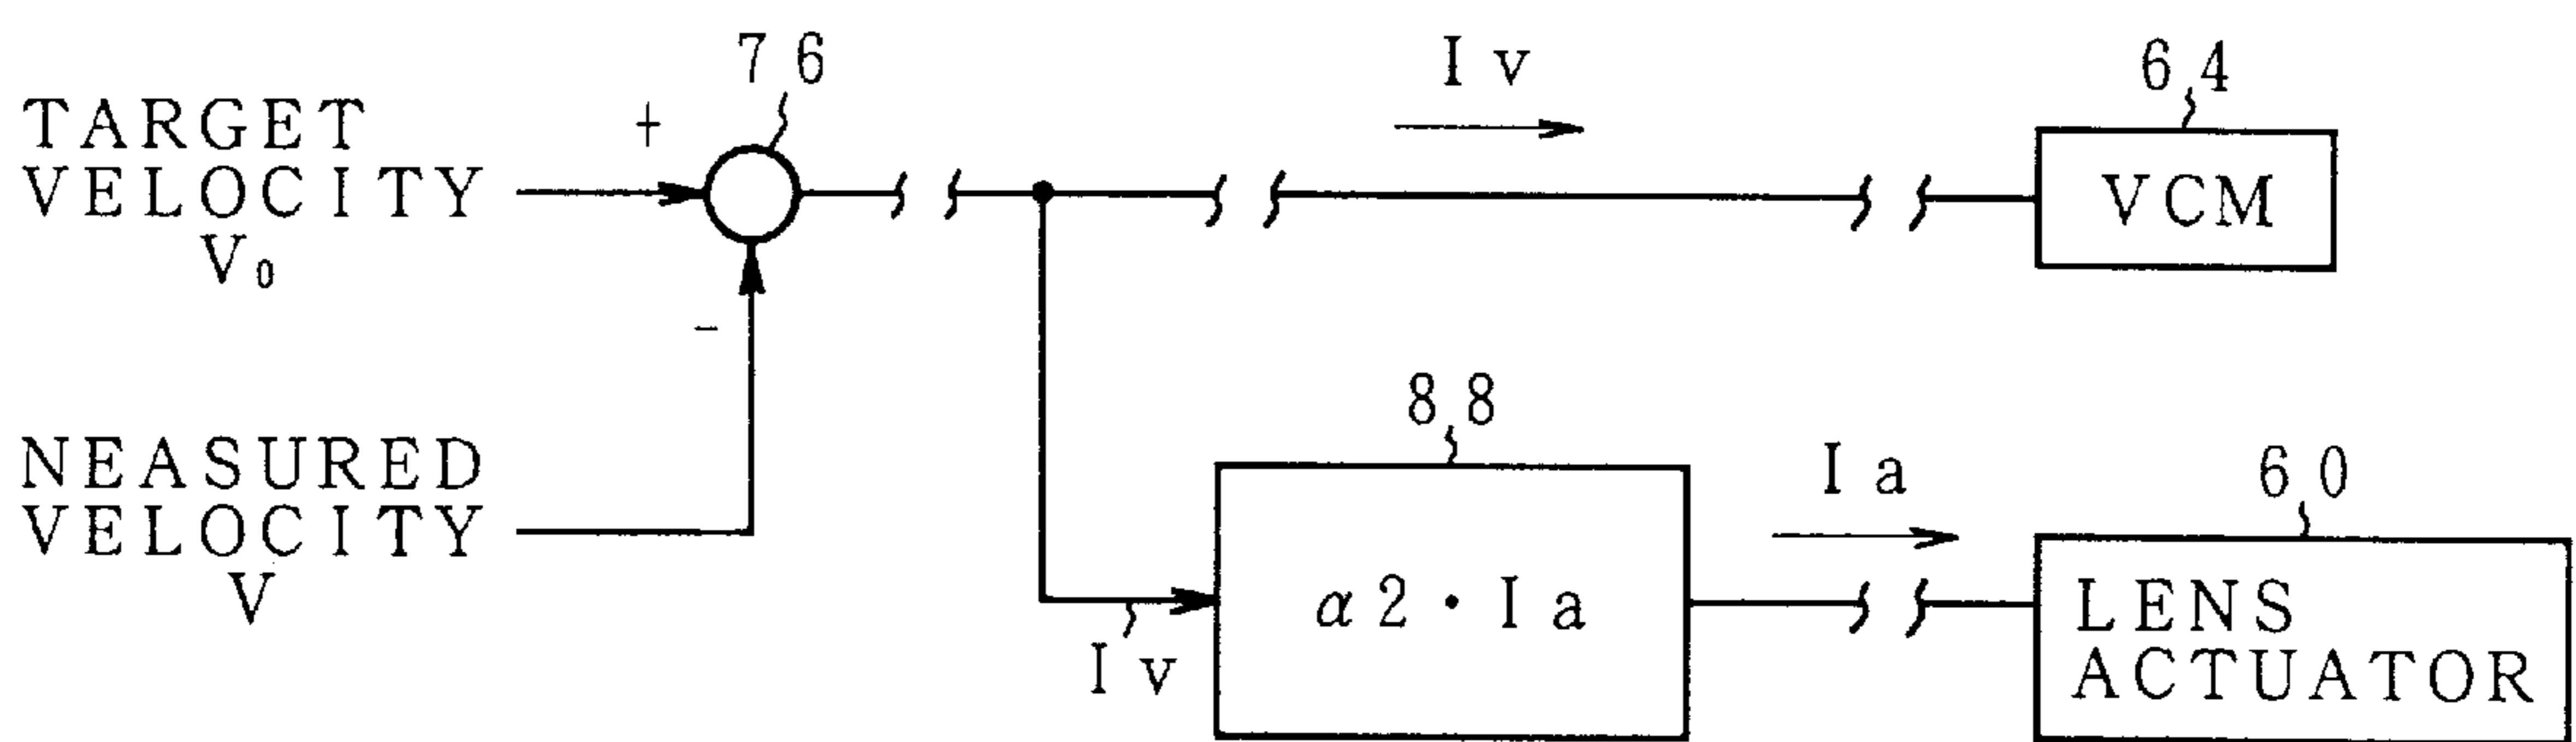 76
Iv
64
TARGET
VELOCITY
V₀
+
VCM
-
88
NEASURED
VELOCITY
V
Ia
60
α2・Ia
Iv
LENS
ACTUATOR